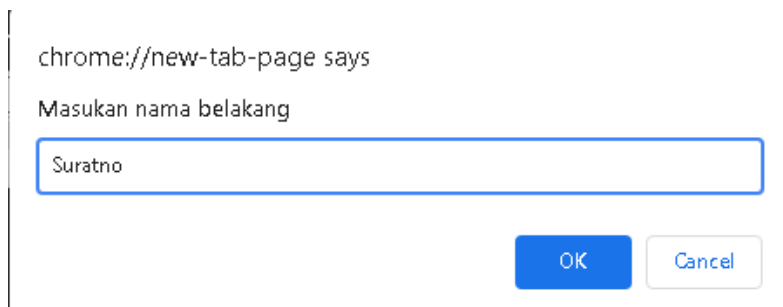 chrome://new-tab-page says
Masukan nama belakang
Suratno
OK Cancel